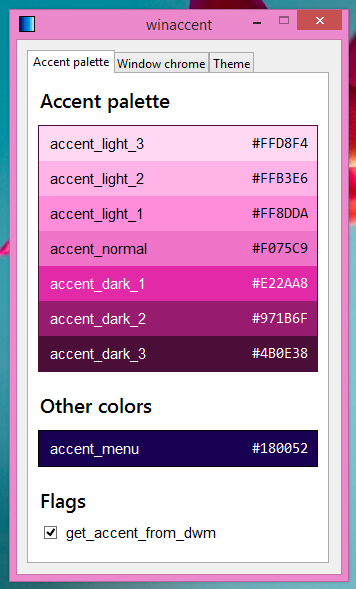 winaccent
Accent palette Window chrome Theme
Accent palette
accent_light_3 #FFD8F4
accent_light_2 #FFB3E6
accent_light_1 #FF8DDA
accent_normal #F075C9
accent_dark_1 #E22AA8
accent_dark_2 #971B6F
accent_dark_3 #4B0E38
Other colors
accent_menu #180052
Flags
get_accent_from_dwm